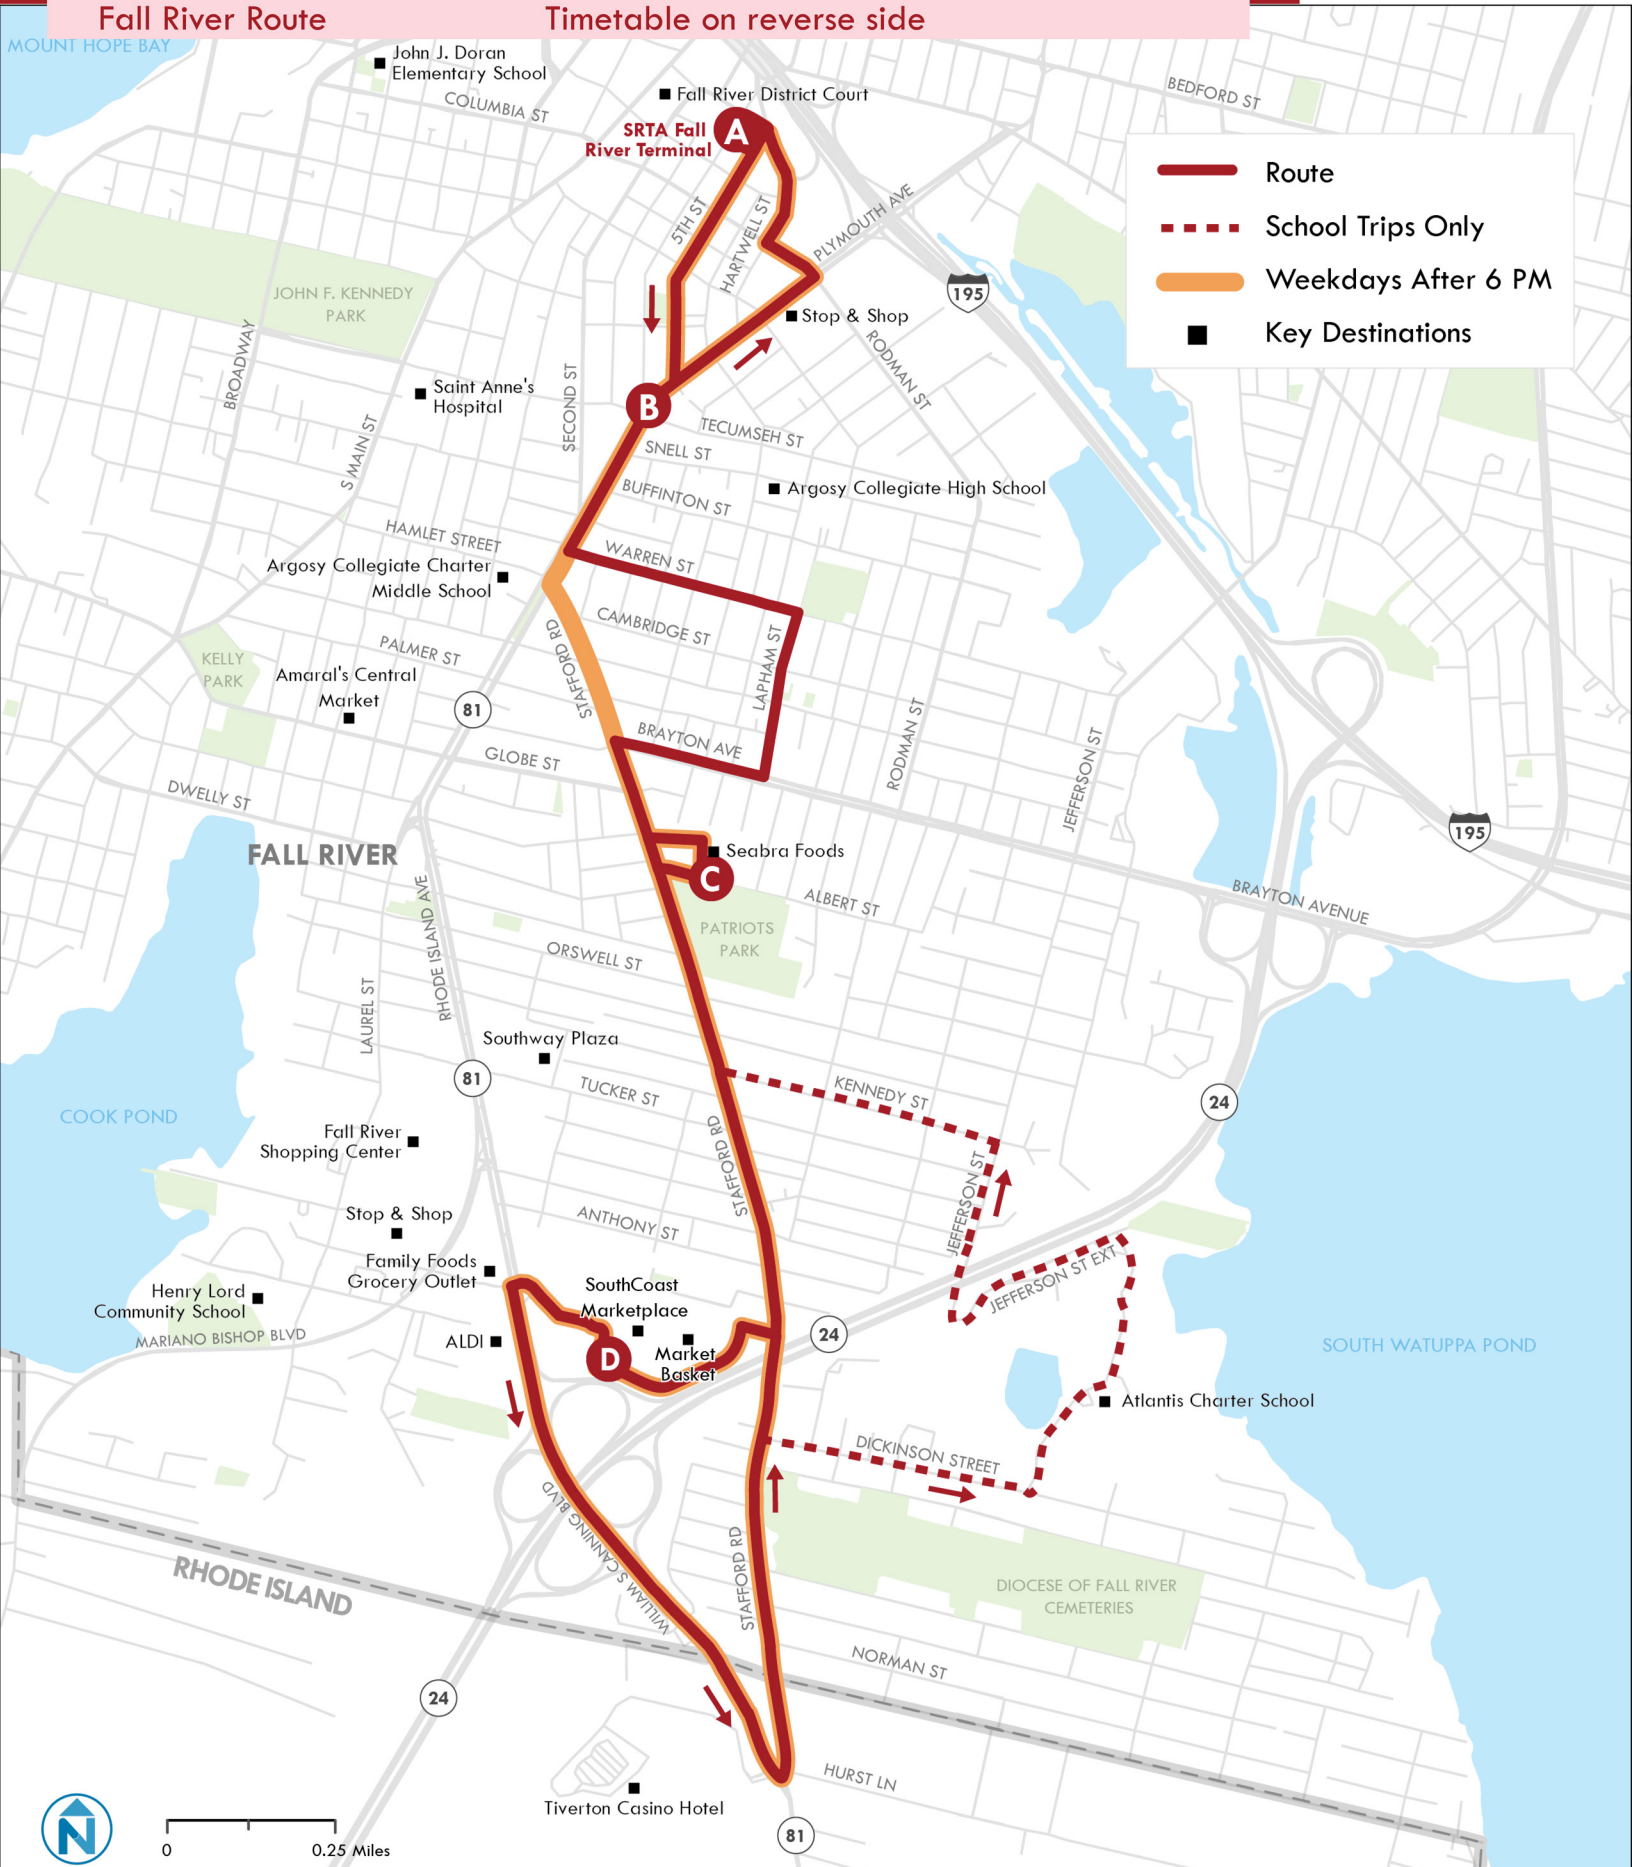 Fall River Route
Timetable on reverse side
MOUNT HOPE BAY
John J. Doran
Elementary School
COLUMBIA ST
Fall River District Court
BEDFORD ST
A
SRTA Fall
River Terminal
Route
School Trips Only
Weekdays After 6 PM
Key Destinations
5TH ST
HARTWELL ST
PLYMOUTH AVE
195
JOHN F. KENNEDY
PARK
Stop & Shop
BROADWAY
RODMAN ST
SECOND ST
Saint Anne's
Hospital
B
S MAIN ST
TECUMSEH ST
SNELL ST
BUFFINTON ST
Argosy Collegiate High School
HAMLET STREET
WARREN ST
Argosy Collegiate Charter
Middle School
CAMBRIDGE ST
STAFFORD RD
LAPHAM ST
PALMER ST
KELLY
PARK
Amaral's Central
Market
81
BRAYTON AVE
RODMAN ST
JEFFERSON ST
GLOBE ST
DWELLY ST
195
FALL RIVER
Seabra Foods
C
RHODE ISLAND AVE
ALBERT ST
BRAYTON AVENUE
PATRIOTS
PARK
ORSWELL ST
LAUREL ST
Southway Plaza
81
TUCKER ST
KENNEDY ST
24
COOK POND
STAFFORD RD
Fall River
Shopping Center
JEFFERSON ST
Stop & Shop
ANTHONY ST
Family Foods
Grocery Outlet
JEFFERSON ST EXT
Henry Lord
Community School
SouthCoast
Marketplace
MARIANO BISHOP BLVD
ALDI
24
SOUTH WATUPPA POND
D
Market
Basket
Atlantis Charter School
DICKINSON STREET
WILLIAM S CANNING BLVD
STAFFORD RD
RHODE ISLAND
DIOCESE OF FALL RIVER
CEMETERIES
NORMAN ST
24
HURST LN
Tiverton Casino Hotel
N
81
0
0.25 Miles